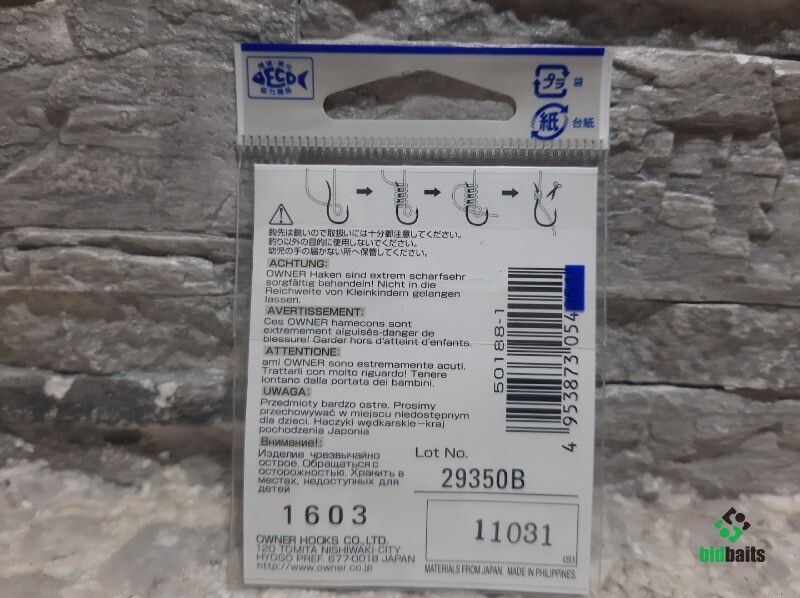 環境・美化
ECO
協力商品
プラ 袋
紙 台紙
鈎先は鋭いので取扱いには十分御注意してください。
釣り以外の目的に使用しないでください。
幼児の手の届かない所へ保管してください。
ACHTUNG:
OWNER Haken sind extrem scharfsehr
sorgfältig behandeln! Nicht in die
Reichweite von Kleinkindern gelangen
lassen.
AVERTISSEMENT:
Ces OWNER hamecons sont
extremement aiguisés-danger de
blessure! Garder hors d'atteint d'enfants.
ATTENTIONE:
ami OWNER sono estremamente acuti.
Trattarli con molto riguardo! Tenere
lontano dalla portata dei bambini.
UWAGA:
Przedmioty bardzo ostre. Prosimy
przechowywać w miejscu niedostępnym
dla dzieci. Haczyki wędkarskie-kraj
pochodzenia Japonia
Внимание!:
Изделие чрезвычайно
острое. Обращаться с
осторожностью. Хранить в
местах, недоступных для
детей
1603
OWNER HOOKS CO.,LTD.
120 TOMITA NISHIWAKI-CITY
HYOGO PREF. 677-0018 JAPAN
http://www.owner.co.jp
50188-1
4 953873 054
Lot No.
29350B
11031
(S)
MATERIALS FROM JAPAN. MADE IN PHILIPPINES.
bidbaits